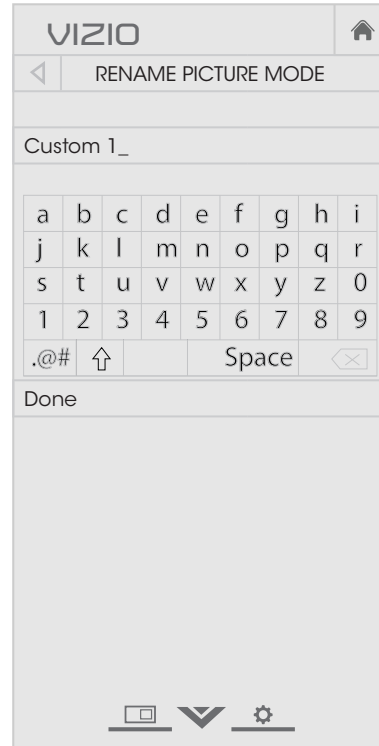 VIZIO
RENAME PICTURE MODE
Custom 1_
a b c d e f g h i
j k l m n o p q r
s t u v w x y z 0
1 2 3 4 5 6 7 8 9
.@# Space
Done